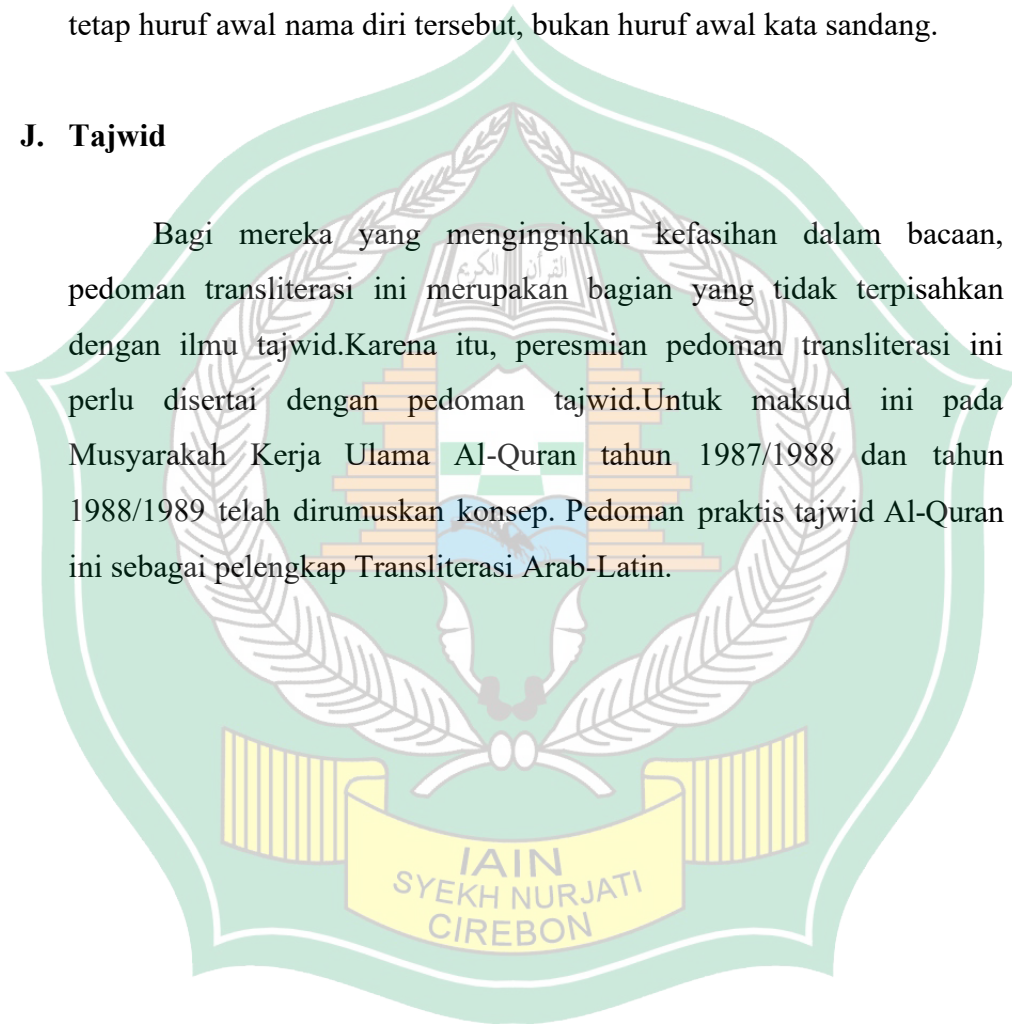 tetap huruf awal nama diri tersebut, bukan huruf awal kata sandang.
J. Tajwid
Bagi mereka yang menginginkan kefasihan dalam bacaan,
pedoman transliterasi ini merupakan bagian yang tidak terpisahkan
dengan ilmu tajwid.Karena itu, peresmian pedoman transliterasi ini
perlu disertai dengan pedoman tajwid.Untuk maksud ini pada
Musyarakah Kerja Ulama Al-Quran tahun 1987/1988 dan tahun
1988/1989 telah dirumuskan konsep. Pedoman praktis tajwid Al-Quran
ini sebagai pelengkap Transliterasi Arab-Latin.
القرآن الكريم
IAIN
SYEKH NURJATI
CIREBON